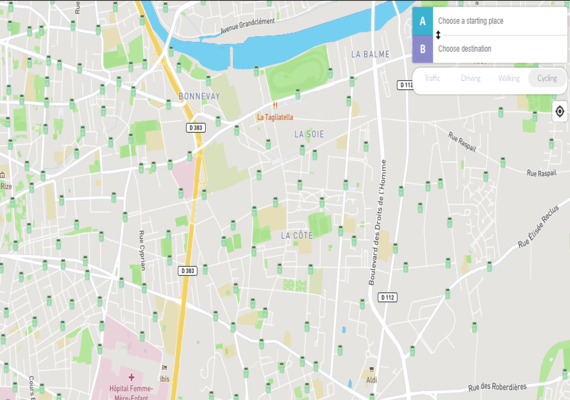 Rue
Avenue Grandclément
A
Choose a starting place
B
Choose destination
LA BALME
Traffic
Driving
Walking
Cycling
D 112
BONNEVAY
La Tagliatella
D 383
LA SOIE
Rue Raspail
Rue Raspail
Rize
Boulevard des Droits de l'Homme
Rue Élisée Reclus
LA CÔTE
Rue Cyprian
D 383
D 112
ibis
Aldi
Hôpital Femme-
Mère-Enfant
Cours E
Rue des Roberdières